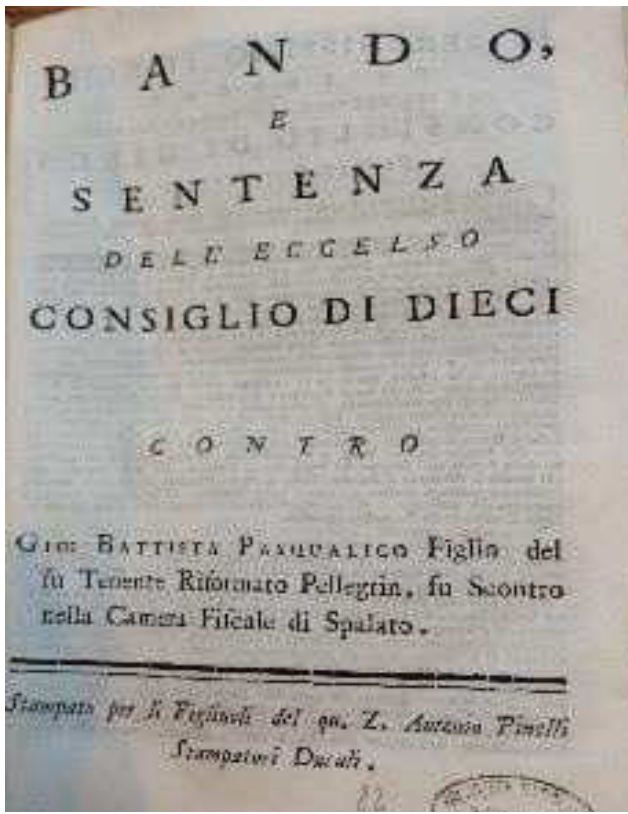 BANDO,
E
SENTENZA
DELL' ECCELSO
CONSIGLIO DI DIECI
CONTRO
GIO: BATTISTA PASQUALICO Figlio del
fu Tenente Riformato Pellegrin, fu Scontro
nella Camera Fiscale di Spalato.
Stampato per li Figliuoli del qu. Z. Antonio Pinelli
Stampatori Ducali.
82